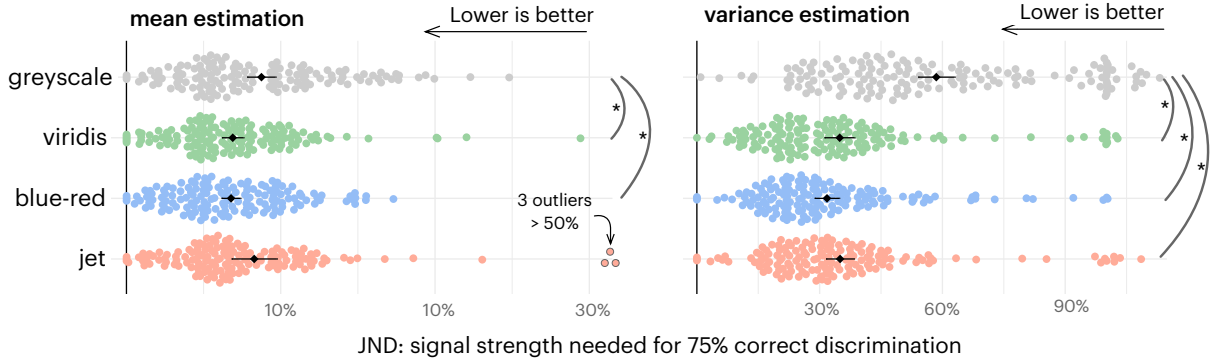 mean estimation
Lower is better
variance estimation
Lower is better
greyscale
viridis
blue-red
jet
*
*
3 outliers
> 50%
*
*
*
10%
10%
30%
30%
60%
90%
JND: signal strength needed for 75% correct discrimination